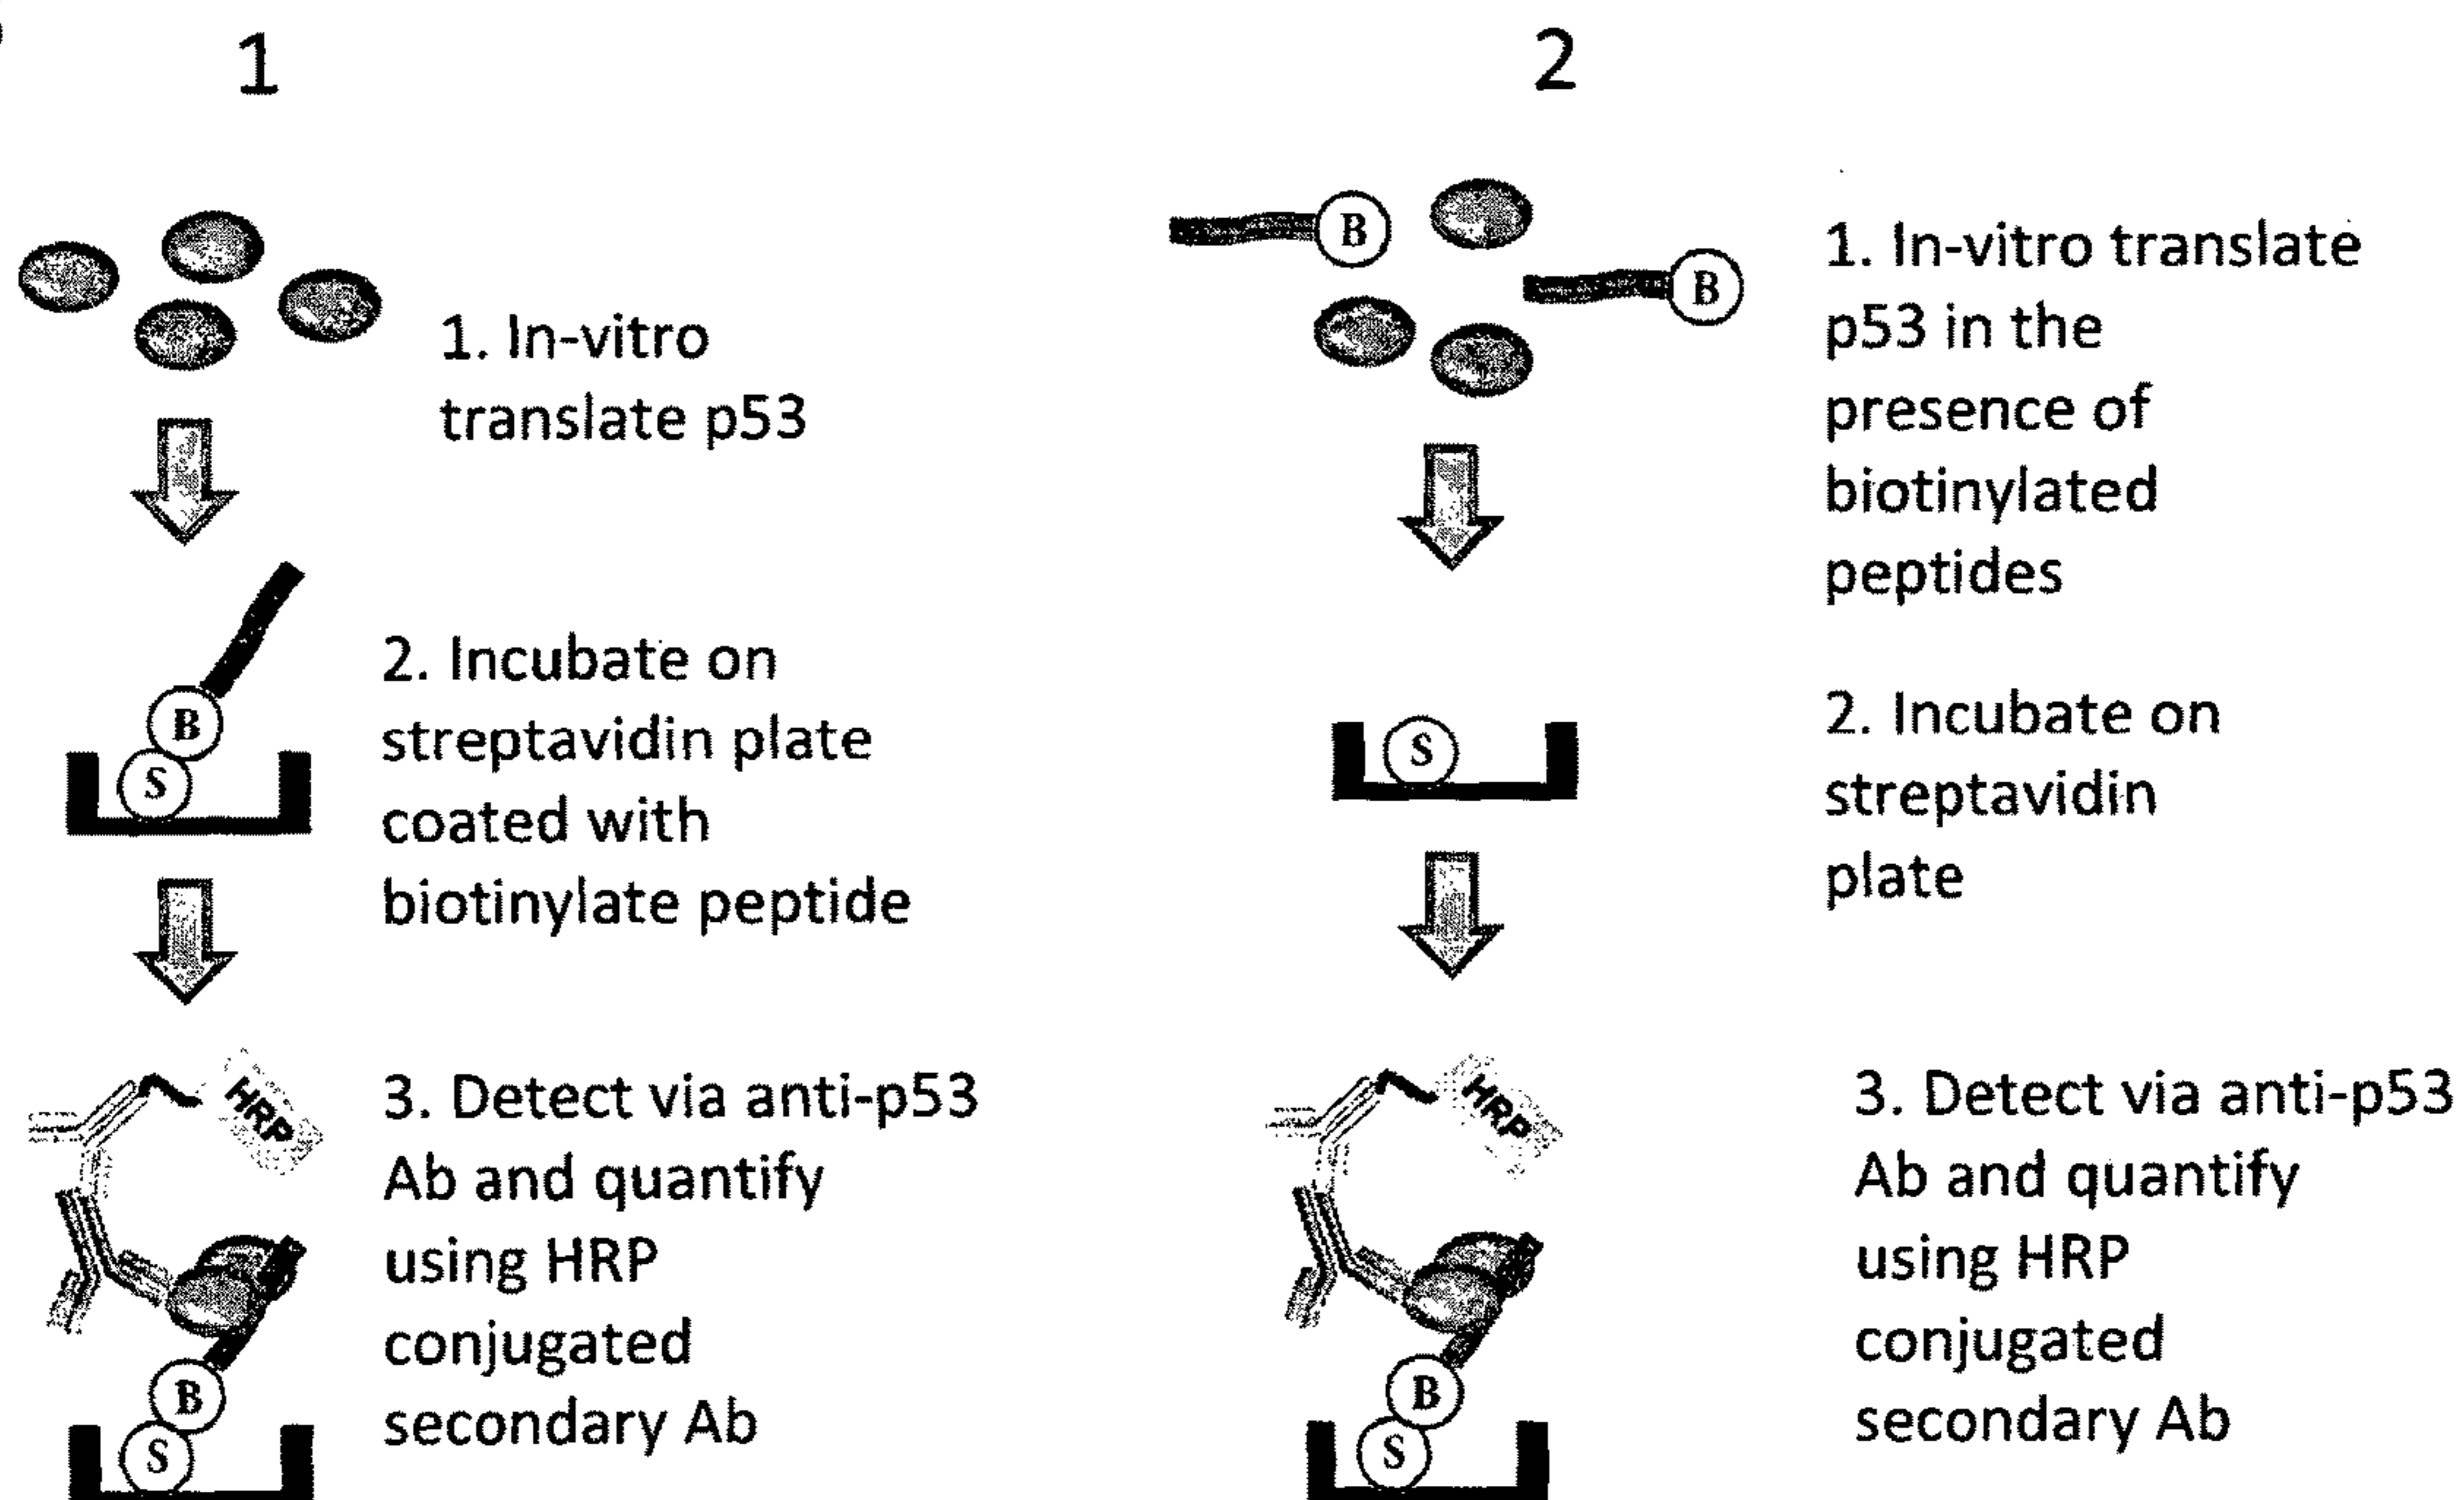 1
1. In-vitro
translate p53
B
S
2. Incubate on
streptavidin plate
coated with
biotinylate peptide
HRP
B
S
3. Detect via anti-p53
Ab and quantify
using HRP
conjugated
secondary Ab
2
B
B
1. In-vitro translate
p53 in the
presence of
biotinylated
peptides
S
2. Incubate on
streptavidin
plate
HRP
B
S
3. Detect via anti-p53
Ab and quantify
using HRP
conjugated
secondary Ab